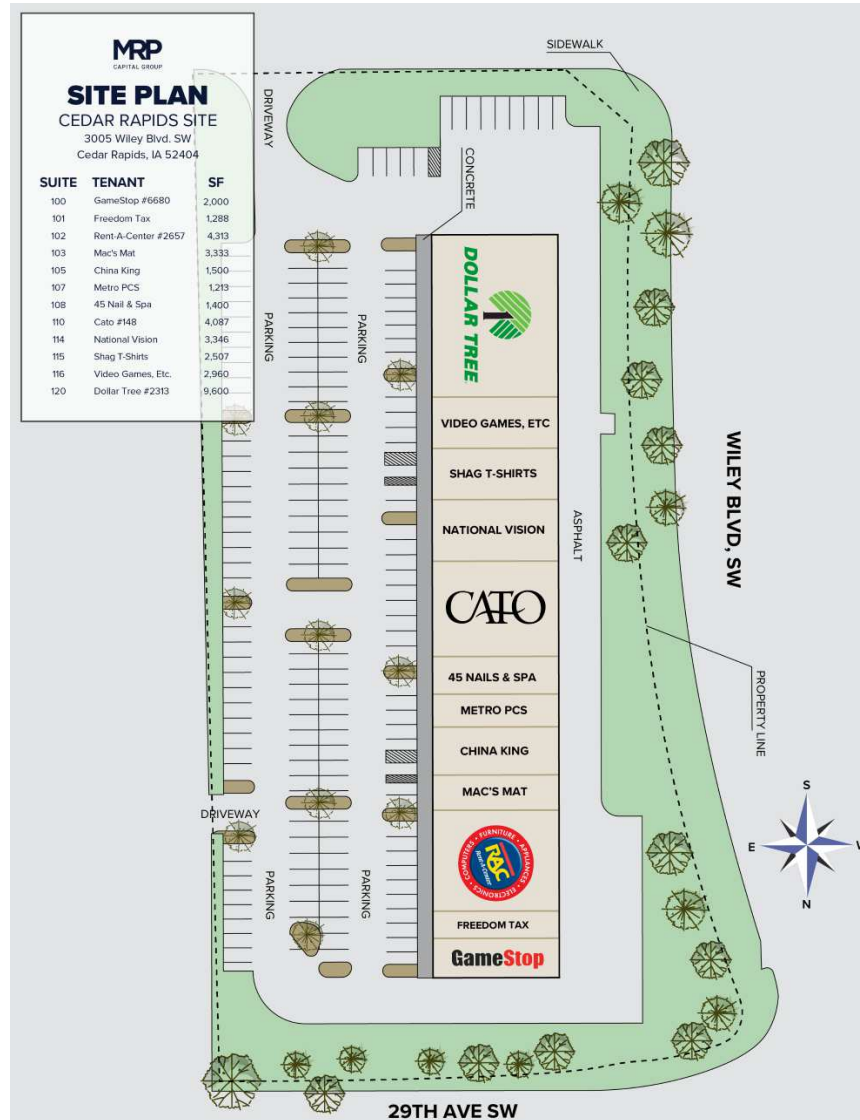 MRP
CAPITAL GROUP
SITE PLAN
CEDAR RAPIDS SITE
3005 Wiley Blvd. SW
Cedar Rapids, IA 52404
SUITE TENANT SF
100 GameStop #6680 2,000
101 Freedom Tax 1,288
102 Rent-A-Center #2657 4,313
103 Mac's Mat 3,333
105 China King 1,500
107 Metro PCS 1,213
108 45 Nail & Spa 1,400
110 Cato #148 4,087
114 National Vision 3,346
115 Shag T-Shirts 2,507
116 Video Games, Etc. 2,960
120 Dollar Tree #2313 9,600
SIDEWALK
DRIVEWAY
CONCRETE
PARKING
PARKING
DOLLAR TREE
VIDEO GAMES, ETC
SHAG T-SHIRTS
NATIONAL VISION
ASPHALT
CATO
45 NAILS & SPA
METRO PCS
CHINA KING
MAC'S MAT
WILEY BLVD, SW
PROPERTY LINE
DRIVEWAY
PARKING
PARKING
COMPUTERS • FURNITURE • APPLIANCES • ELECTRONICS •
RAC
Rent-A-Center
FREEDOM TAX
GameStop
S
E W
N
29TH AVE SW